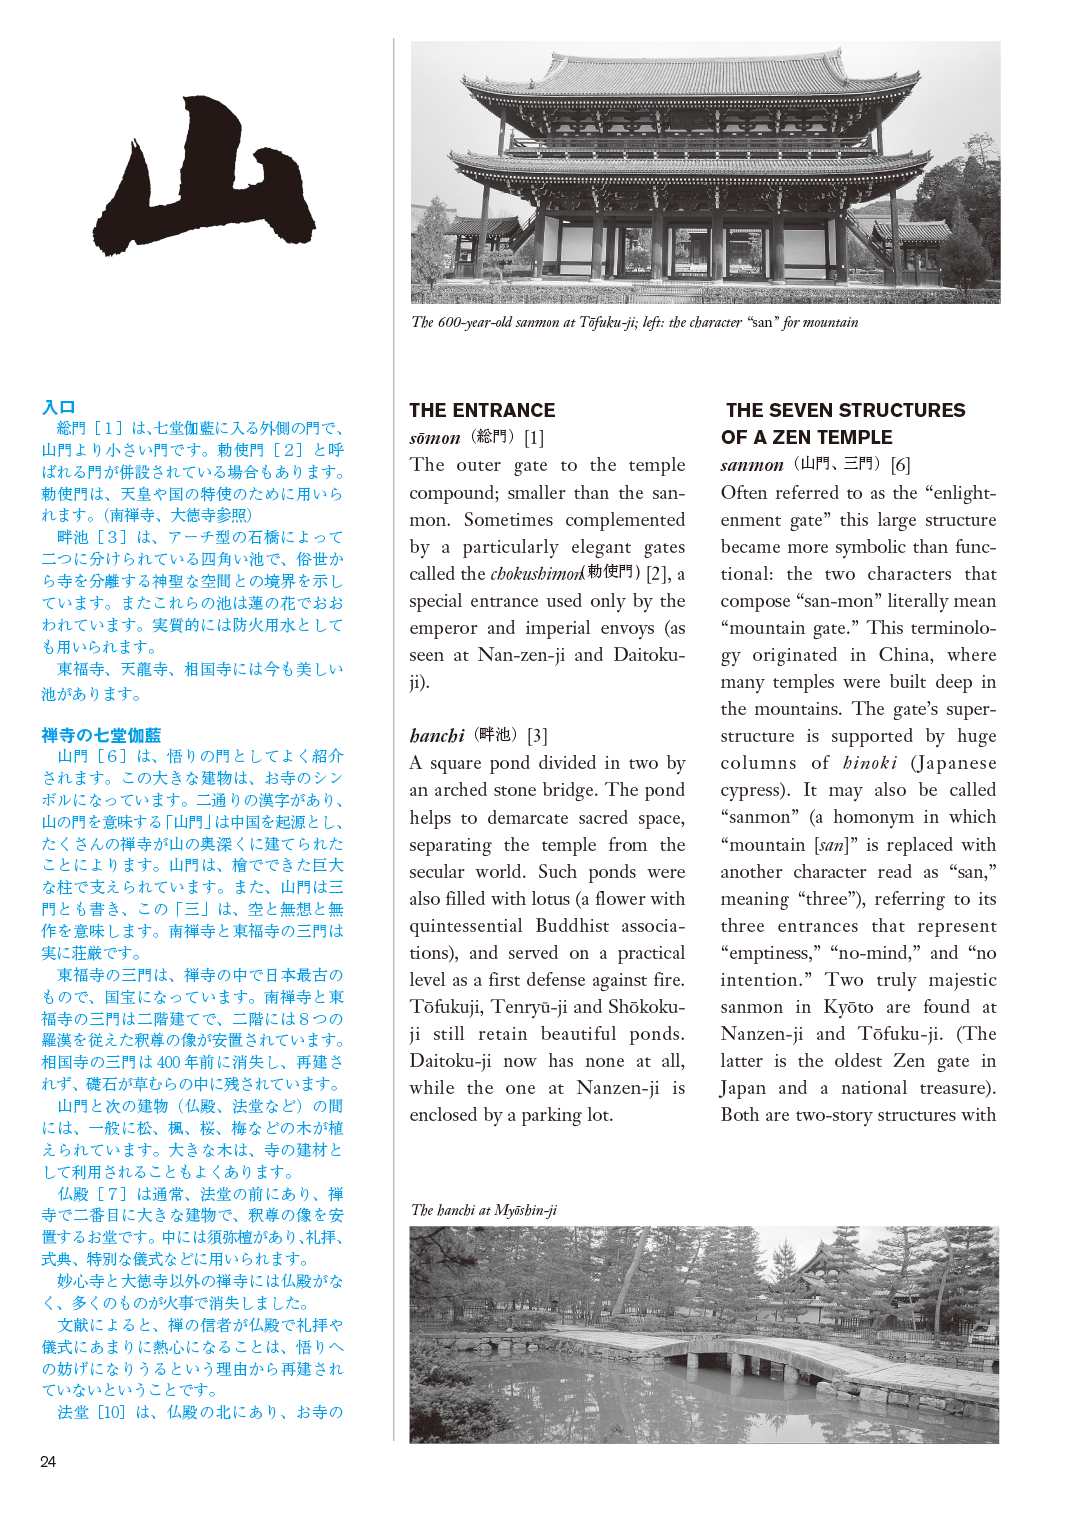 山
The 600-year-old sanmon at Tōfuku-ji; left: the character “san” for mountain
入口
総門［１］は、七堂伽藍に入る外側の門で、
山門より小さい門です。勅使門［２］と呼
ばれる門が併設されている場合もあります。
勅使門は、天皇や国の特使のために用いら
れます。（南禅寺、大徳寺参照）
畔池［３］は、アーチ型の石橋によって
二つに分けられている四角い池で、俗世か
ら寺を分離する神聖な空間との境界を示し
ています。またこれらの池は蓮の花でおお
われています。実質的には防火用水として
も用いられます。
東福寺、天龍寺、相国寺には今も美しい
池があります。
禅寺の七堂伽藍
山門［６］は、悟りの門としてよく紹介
されます。この大きな建物は、お寺のシン
ボルになっています。二通りの漢字があり、
山の門を意味する「山門」は中国を起源とし、
たくさんの禅寺が山の奥深くに建てられた
ことによります。山門は、檜でできた巨大
な柱で支えられています。また、山門は三
門とも書き、この「三」は、空と無想と無
作を意味します。南禅寺と東福寺の三門は
実に荘厳です。
東福寺の三門は、禅寺の中で日本最古の
もので、国宝になっています。南禅寺と東
福寺の三門は二階建てで、二階には８つの
羅漢を従えた釈尊の像が安置されています。
相国寺の三門は 400 年前に消失し、再建さ
れず、礎石が草むらの中に残されています。
山門と次の建物（仏殿、法堂など）の間
には、一般に松、楓、桜、梅などの木が植
えられています。大きな木は、寺の建材と
して利用されることもよくあります。
仏殿［７］は通常、法堂の前にあり、禅
寺で二番目に大きな建物で、釈尊の像を安
置するお堂です。中には須弥壇があり、礼拝、
式典、特別な儀式などに用いられます。
妙心寺と大徳寺以外の禅寺には仏殿がな
く、多くのものが火事で消失しました。
文献によると、禅の信者が仏殿で礼拝や
儀式にあまりに熱心になることは、悟りへ
の妨げになりうるという理由から再建され
ていないということです。
法堂［10］は、仏殿の北にあり、お寺の
THE ENTRANCE
sōmon（総門）[1]
The outer gate to the temple
compound; smaller than the san-
mon. Sometimes complemented
by a particularly elegant gates
called the chokushimon（勅使門）[2], a
special entrance used only by the
emperor and imperial envoys (as
seen at Nan-zen-ji and Daitoku-
ji).
hanchi（畔池）[3]
A square pond divided in two by
an arched stone bridge. The pond
helps to demarcate sacred space,
separating the temple from the
secular world. Such ponds were
also filled with lotus (a flower with
quintessential Buddhist associa-
tions), and served on a practical
level as a first defense against fire.
Tōfukuji, Tenryū-ji and Shōkoku-
ji still retain beautiful ponds.
Daitoku-ji now has none at all,
while the one at Nanzen-ji is
enclosed by a parking lot.
THE SEVEN STRUCTURES
OF A ZEN TEMPLE
sanmon（山門、三門）[6]
Often referred to as the “enlight-
enment gate” this large structure
became more symbolic than func-
tional: the two characters that
compose “san-mon” literally mean
“mountain gate.” This terminolo-
gy originated in China, where
many temples were built deep in
the mountains. The gate’s super-
structure is supported by huge
columns of hinoki (Japanese
cypress). It may also be called
“sanmon” (a homonym in which
“mountain [san]” is replaced with
another character read as “san,”
meaning “three”), referring to its
three entrances that represent
“emptiness,” “no-mind,” and “no
intention.” Two truly majestic
sanmon in Kyōto are found at
Nanzen-ji and Tōfuku-ji. (The
latter is the oldest Zen gate in
Japan and a national treasure).
Both are two-story structures with
The hanchi at Myōshin-ji
24